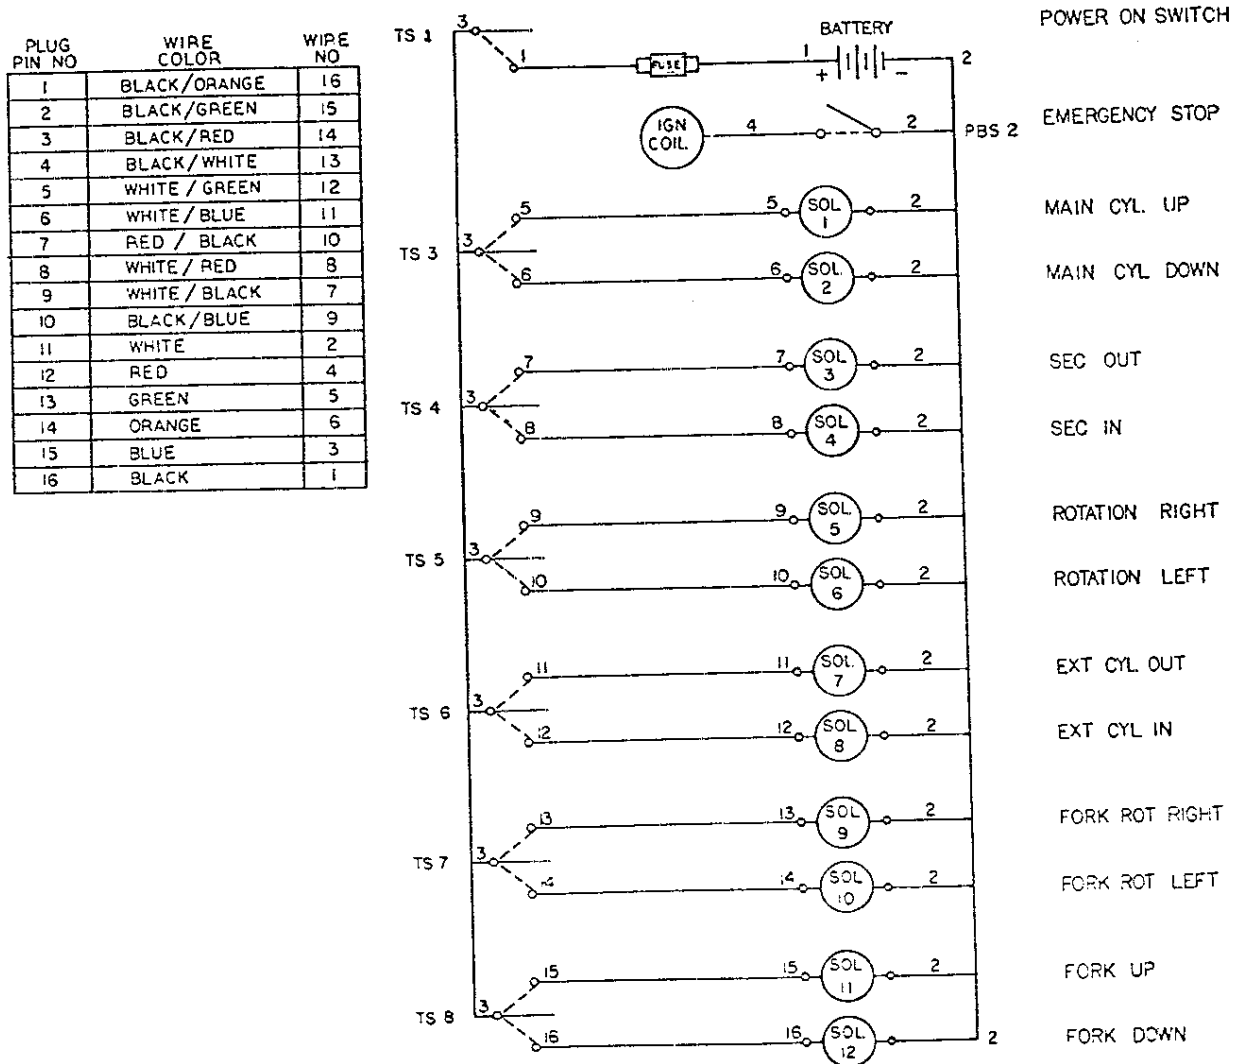 PLUG PIN NO WIRE COLOR WIRE NO
1 BLACK/ORANGE 16
2 BLACK/GREEN 15
3 BLACK/RED 14
4 BLACK/WHITE 13
5 WHITE / GREEN 12
6 WHITE/BLUE 11
7 RED / BLACK 10
8 WHITE/RED 8
9 WHITE/BLACK 7
10 BLACK/BLUE 9
11 WHITE 2
12 RED 4
13 GREEN 5
14 ORANGE 6
15 BLUE 3
16 BLACK 1
TS 1 3 BATTERY POWER ON SWITCH
1 FUSE 1 + - 2
IGN COIL. 4 2 PBS 2 EMERGENCY STOP
5 5 SOL 1 2 MAIN CYL. UP
TS 3 3
6 6 SOL. 2 2 MAIN CYL DOWN
7 7 SOL 3 2 SEC OUT
TS 4 3
8 8 SOL 4 2 SEC IN
9 9 SOL. 5 2 ROTATION RIGHT
TS 5 3
10 10 SOL 6 2 ROTATION LEFT
11 11 SOL. 7 2 EXT CYL OUT
TS 6 3
12 12 SOL 8 2 EXT CYL IN
13 13 SOL 9 2 FORK ROT RIGHT
TS 7 3
14 14 SOL 10 2 FORK ROT LEFT
15 15 SOL 11 2 FORK UP
TS 8 3
16 16 SOL. 12 2 FORK DOWN